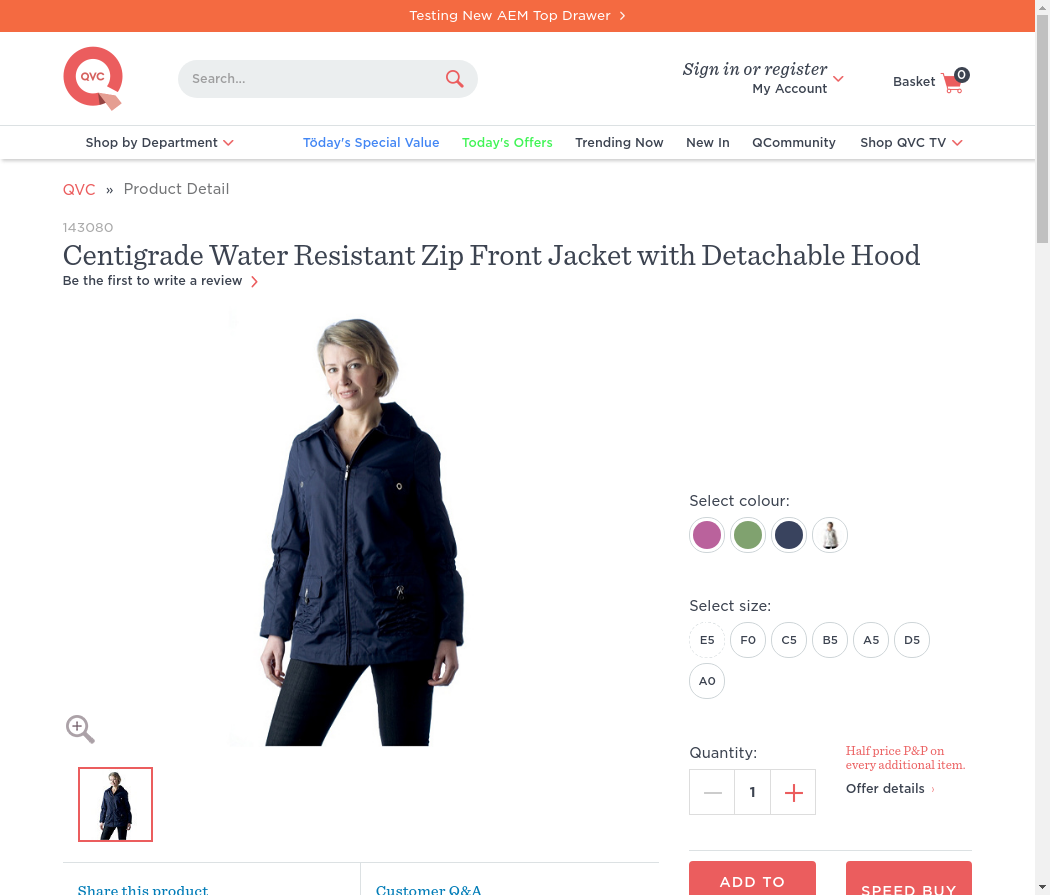 Testing New AEM Top Drawer
QVC
Search...
Sign in or register
My Account
Basket
0
Shop by Department
Töday's Special Value
Today's Offers
Trending Now
New In
QCommunity
Shop QVC TV
QVC » Product Detail
143080
Centigrade Water Resistant Zip Front Jacket with Detachable Hood
Be the first to write a review
Select colour:
Select size:
E5 F0 C5 B5 A5 D5
A0
Quantity:
1
Half price P&P on
every additional item.
Offer details ›
Share this product
Customer Q&A
ADD TO
SPEED BUY